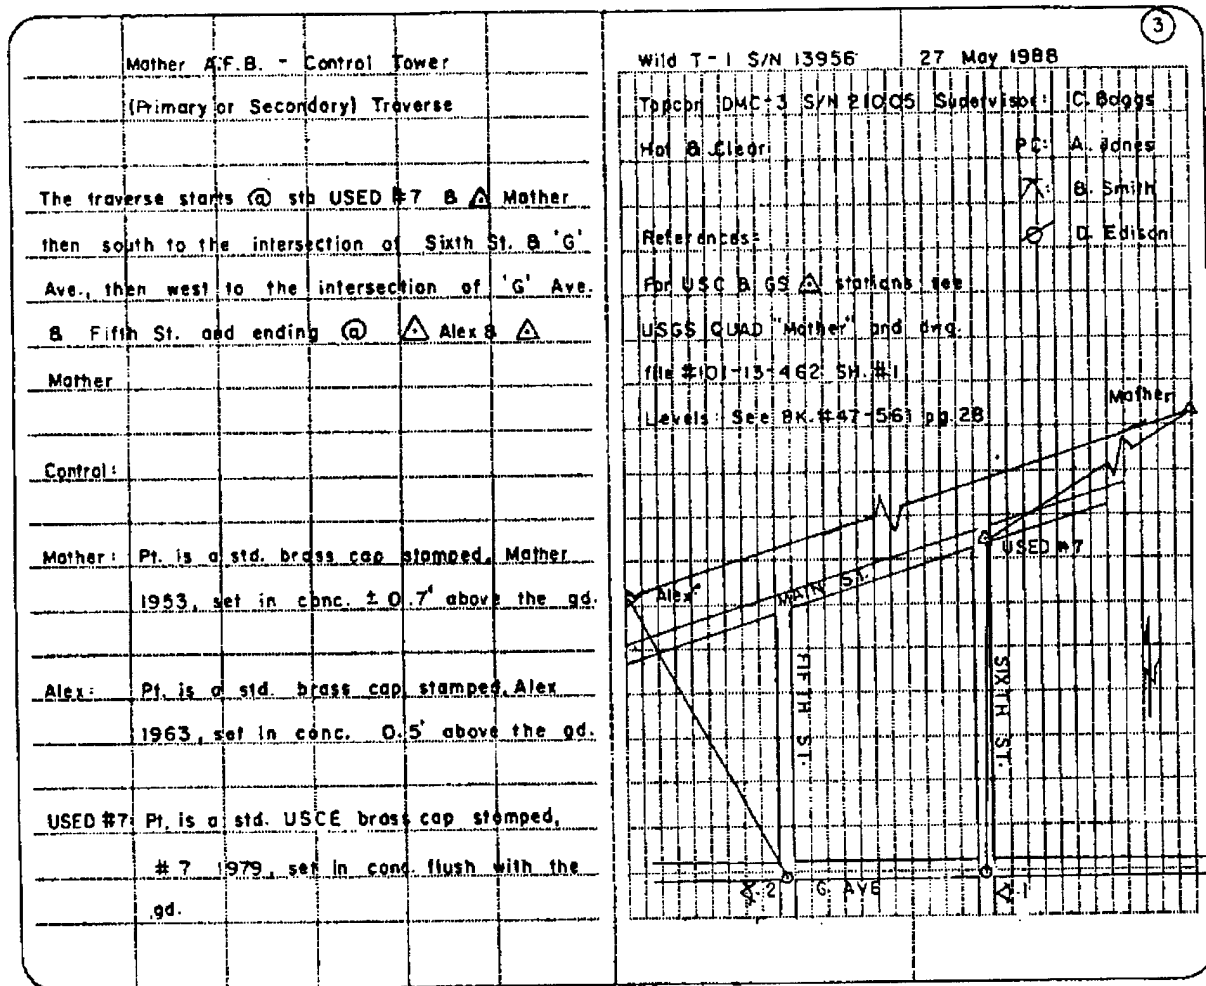 3
Mather A.F.B. - Control Tower
(Primary or Secondary) Traverse
The traverse starts @ sta USED #7 & △ Mather
then south to the intersection of Sixth St. & 'G'
Ave., then west to the intersection of 'G' Ave.
& Fifth St. and ending @ △ Alex & △
Mather
Control:
Mather: Pt. is a std. brass cap stamped, Mather
1953, set in conc. ± 0.7' above the gd.
Alex: Pt. is a std. brass cap stamped, Alex
1963, set in conc. 0.5' above the gd.
USED #7: Pt. is a std. USCE brass cap stamped,
#7 1979, set in conc. flush with the
gd.
Wild T-1 S/N 13956 27 May 1988
Topcon DMC-3 S/N 21005 Supervisor: C. Boggs
Hot & Clear PC: A. Jones
B. Smith
D. Edison
References:
For USC & GS △ stations see
USGS QUAD "Mather" and dwg.
file #101-13-462 SH. #1
Levels: See BK. #47-561 pg. 28
Mather
USED #7
Alex
MAIN ST.
FIFTH ST.
SIXTH ST.
2
G AVE
1